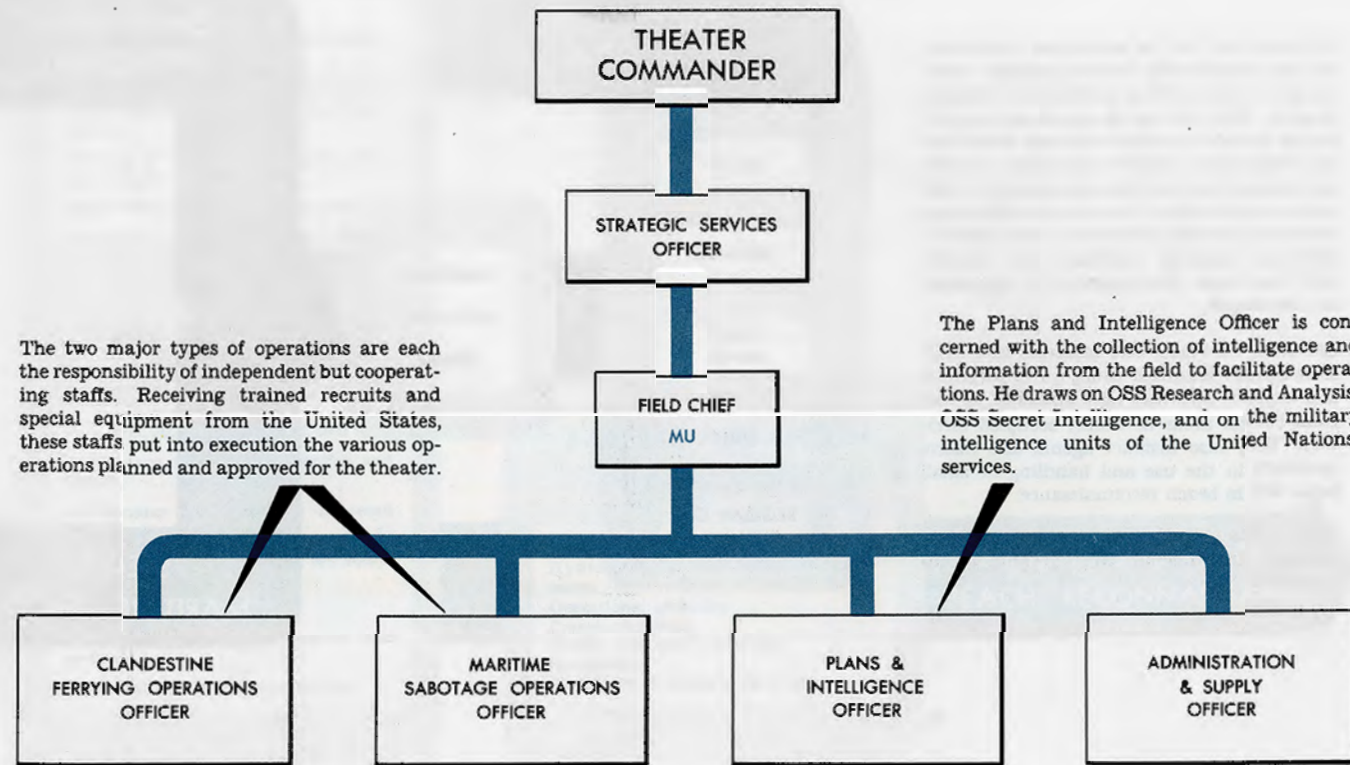 THEATER
COMMANDER
STRATEGIC SERVICES
OFFICER
FIELD CHIEF
MU
The two major types of operations are each
the responsibility of independent but cooperat-
ing staffs. Receiving trained recruits and
special equipment from the United States,
these staffs put into execution the various op-
erations planned and approved for the theater.
The Plans and Intelligence Officer is con
cerned with the collection of intelligence and
information from the field to facilitate opera
tions. He draws on OSS Research and Analysis
OSS Secret Intelligence, and on the military
intelligence units of the United Nations
services.
CLANDESTINE
FERRYING OPERATIONS
OFFICER
MARITIME
SABOTAGE OPERATIONS
OFFICER
PLANS &
INTELLIGENCE
OFFICER
ADMINISTRATION
& SUPPLY
OFFICER